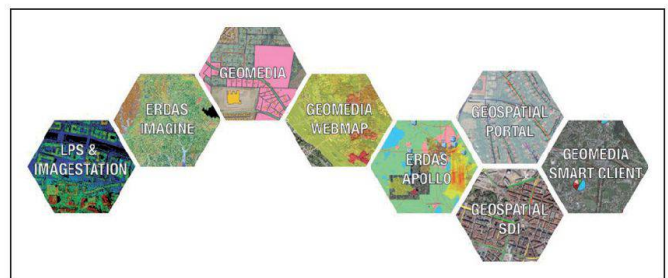 LPS &
IMAGESTATION
ERDAS
IMAGINE
GEOMEDIA
GEOMEDIA
WEBMAP
ERDAS
APOLLO
GEOSPATIAL
PORTAL
GEOSPATIAL
SDI
GEOMEDIA
SMART CLIENT